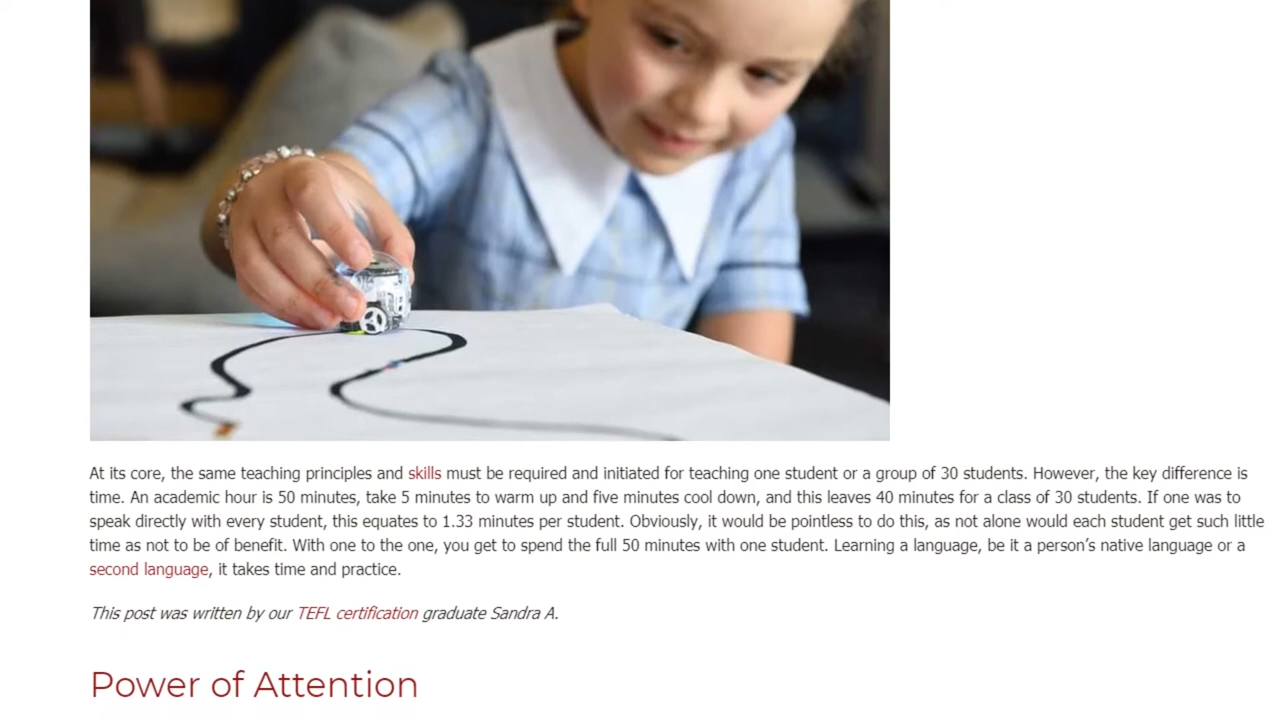 At its core, the same teaching principles and skills must be required and initiated for teaching one student or a group of 30 students. However, the key difference is
time. An academic hour is 50 minutes, take 5 minutes to warm up and five minutes cool down, and this leaves 40 minutes for a class of 30 students. If one was to
speak directly with every student, this equates to 1.33 minutes per student. Obviously, it would be pointless to do this, as not alone would each student get such little
time as not to be of benefit. With one to the one, you get to spend the full 50 minutes with one student. Learning a language, be it a person’s native language or a
second language, it takes time and practice.
This post was written by our TEFL certification graduate Sandra A.
Power of Attention